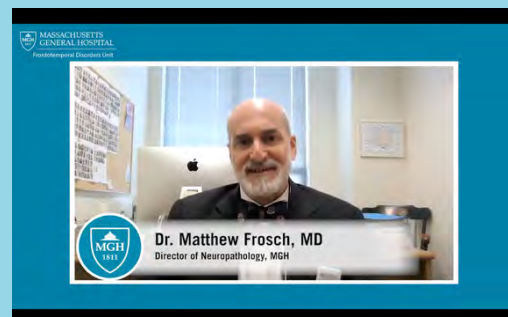 MASSACHUSETTS
GENERAL HOSPITAL
Frontotemporal Disorders Unit
MGH
1811
Dr. Matthew Frosch, MD
Director of Neuropathology, MGH